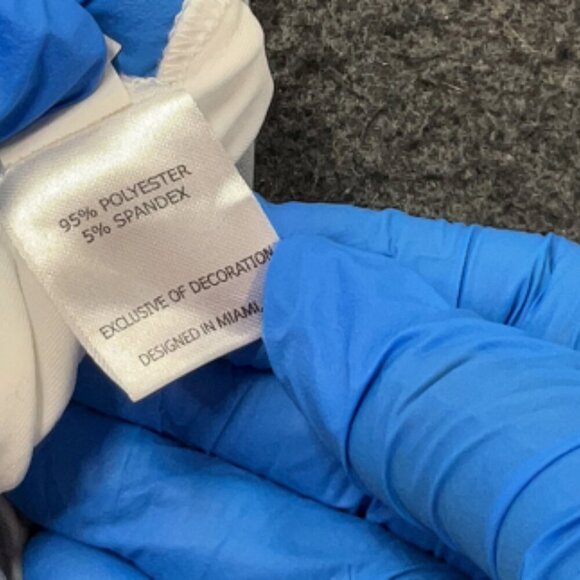 95% POLYESTER
5% SPANDEX
EXCLUSIVE OF DECORATION
DESIGNED IN MIAMI,